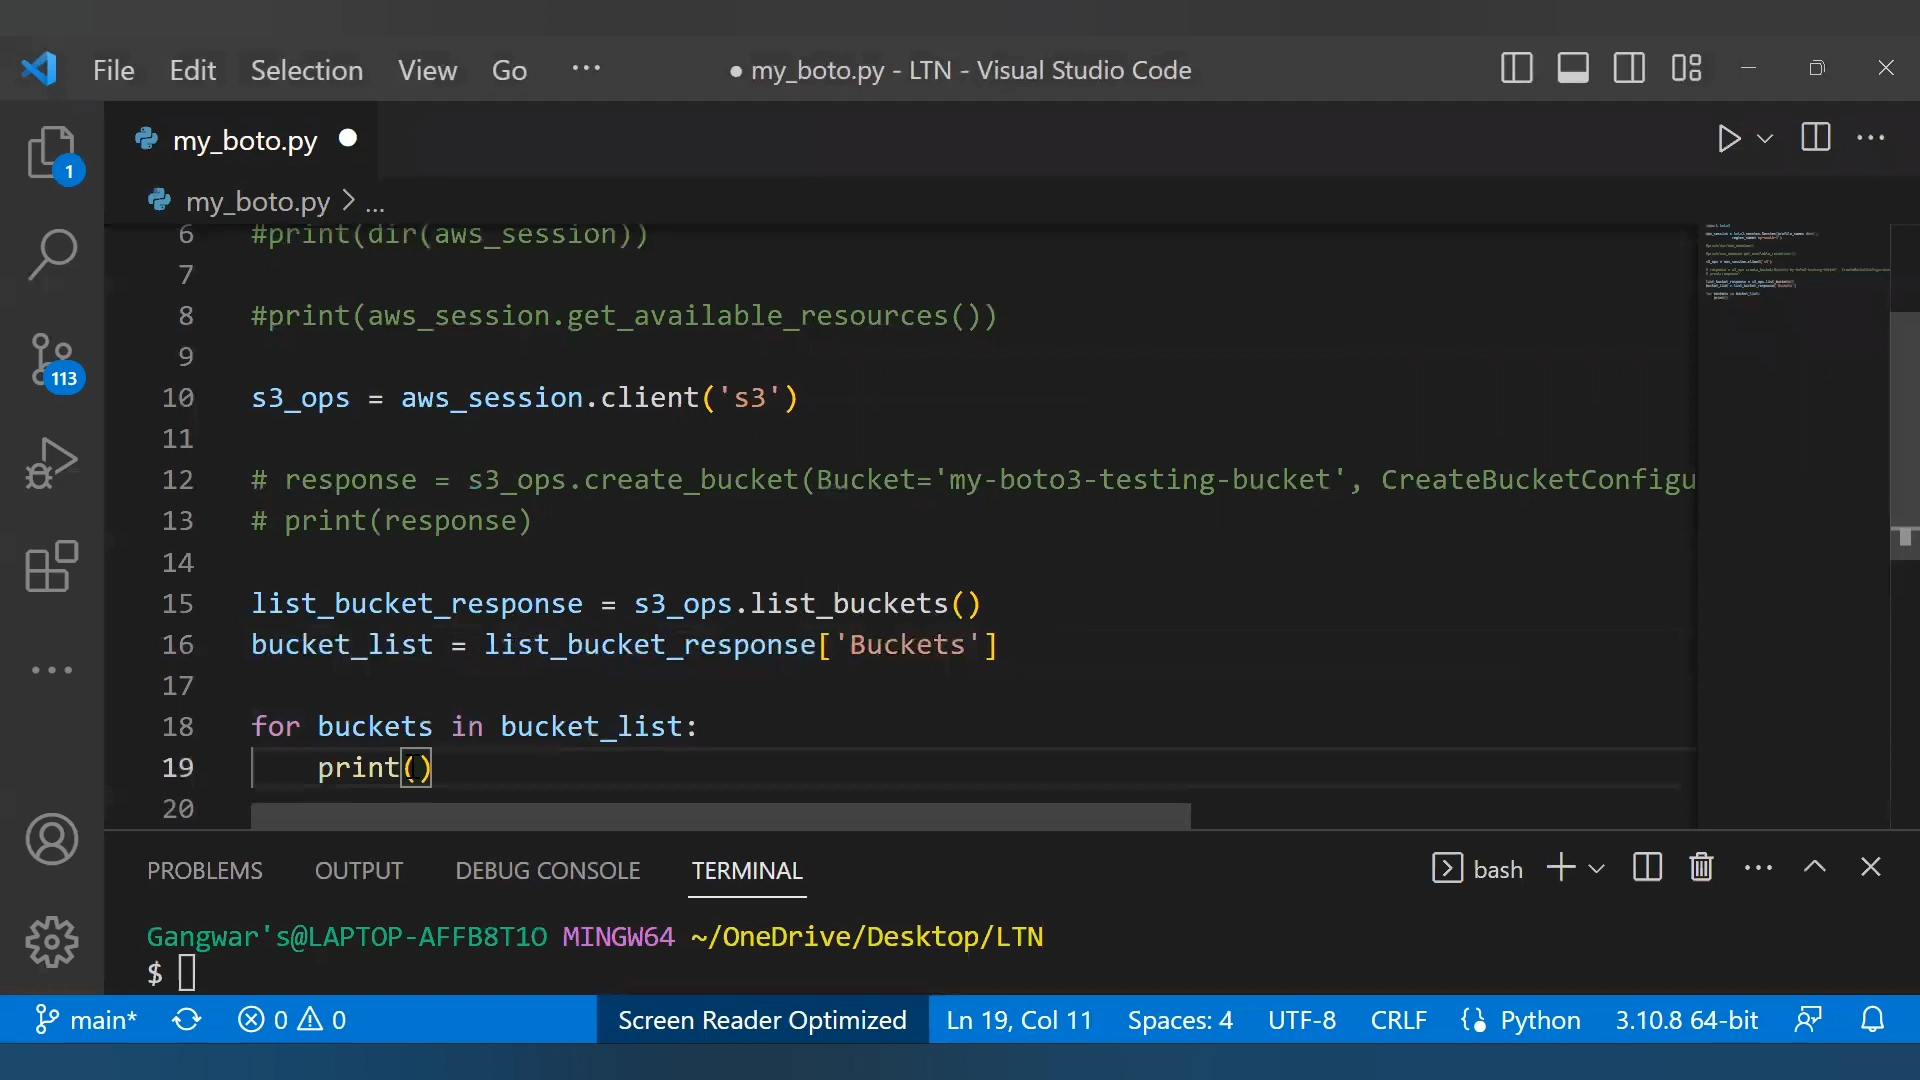 File Edit Selection View Go ··· ● my_boto.py - LTN - Visual Studio Code
my_boto.py ●
1
my_boto.py > ...
6 #print(dir(aws_session))
7
8 #print(aws_session.get_available_resources())
9
113
10 s3_ops = aws_session.client('s3')
11
12 # response = s3_ops.create_bucket(Bucket='my-boto3-testing-bucket', CreateBucketConfigu
13 # print(response)
14
15 list_bucket_response = s3_ops.list_buckets()
16 bucket_list = list_bucket_response['Buckets']
17
18 for buckets in bucket_list:
19 print()
20
PROBLEMS OUTPUT DEBUG CONSOLE TERMINAL bash
Gangwar's@LAPTOP-AFFB8T1O MINGW64 ~/OneDrive/Desktop/LTN
$
main* 0 0 Screen Reader Optimized Ln 19, Col 11 Spaces: 4 UTF-8 CRLF Python 3.10.8 64-bit